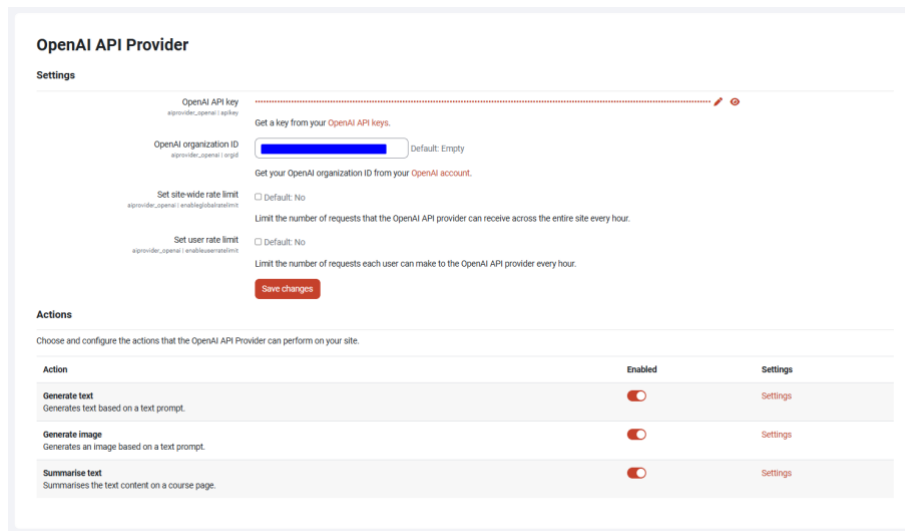 OpenAI API Provider
Settings
OpenAI API key
aiprovider_openai | apikey
Get a key from your OpenAI API keys.
OpenAI organization ID
aiprovider_openai | orgid
Default: Empty
Get your OpenAI organization ID from your OpenAI account.
Set site-wide rate limit
aiprovider_openai | enableglobalratelimit
Default: No
Limit the number of requests that the OpenAI API provider can receive across the entire site every hour.
Set user rate limit
aiprovider_openai | enableuserratelimit
Default: No
Limit the number of requests each user can make to the OpenAI API provider every hour.
Save changes
Actions
Choose and configure the actions that the OpenAI API Provider can perform on your site.
Action Enabled Settings
Generate text
Generates text based on a text prompt.
Settings
Generate image
Generates an image based on a text prompt.
Settings
Summarise text
Summarises the text content on a course page.
Settings